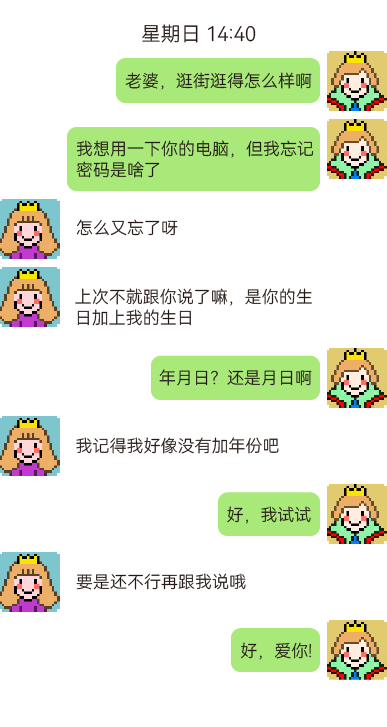 星期日 14:40
老婆，逛街逛得怎么样啊
我想用一下你的电脑，但我忘记
密码是啥了
怎么又忘了呀
上次不就跟你说了嘛，是你的生
日加上我的生日
年月日？还是月日啊
我记得我好像没有加年份吧
好，我试试
要是还不行再跟我说哦
好，爱你!